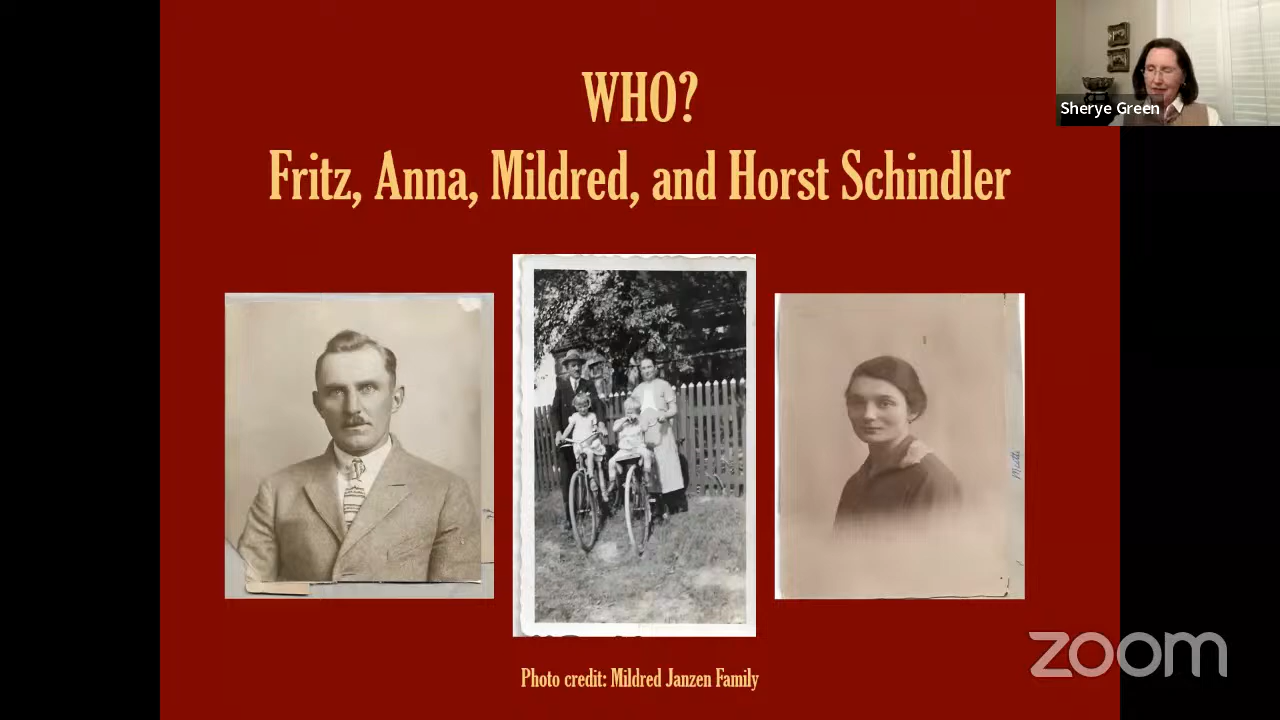 WHO?
Fritz, Anna, Mildred, and Horst Schindler
Sherye Green
Photo credit: Mildred Janzen Family
zoom